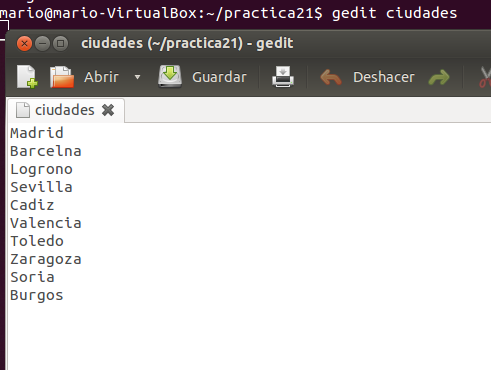 mario@mario-VirtualBox:~/practica21$ gedit ciudades
ciudades (~/practica21) - gedit
Abrir Guardar Deshacer
ciudades
Madrid
Barcelna
Logrono
Sevilla
Cadiz
Valencia
Toledo
Zaragoza
Soria
Burgos